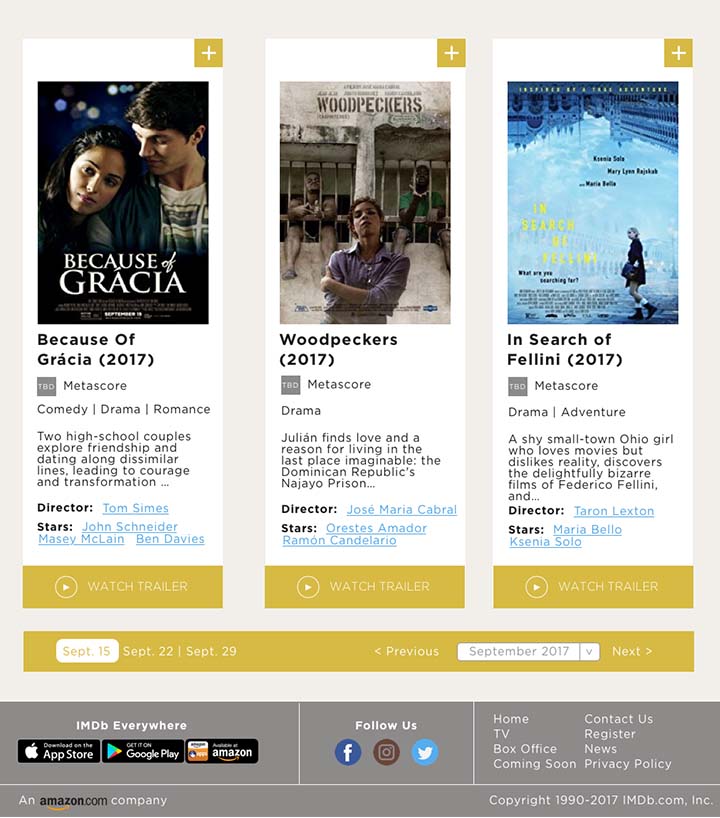 BECAUSE of
GRÁCIA
SEPTEMBER 15
WOODPECKERS
INSPIRED BY A TRUE ADVENTURE
Ksenia Solo
Mary Lynn Rajskub
and Maria Bello
IN
SEARCH
OF
FELLINI
What are you
searching for?
Because Of
Grácia (2017)
TBD Metascore
Comedy | Drama | Romance
Two high-school couples
explore friendship and
dating along dissimilar
lines, leading to courage
and transformation ...
Director: Tom Simes
Stars: John Schneider
Masey McLain Ben Davies
WATCH TRAILER
Woodpeckers
(2017)
TBD Metascore
Drama
Julián finds love and a
reason for living in the
last place imaginable: the
Dominican Republic's
Najayo Prison...
Director: José Maria Cabral
Stars: Orestes Amador
Ramón Candelario
WATCH TRAILER
In Search of
Fellini (2017)
TBD Metascore
Drama | Adventure
A shy small-town Ohio girl
who loves movies but
dislikes reality, discovers
the delightfully bizarre
films of Federico Fellini,
and...
Director: Taron Lexton
Stars: Maria Bello
Ksenia Solo
WATCH TRAILER
Sept. 15 Sept. 22 | Sept. 29 < Previous September 2017 v Next >
IMDb Everywhere
Download on the
App Store
GET IT ON
Google Play
Available at
amazon
Follow Us
Home
TV
Box Office
Coming Soon
Contact Us
Register
News
Privacy Policy
An amazon.com company
Copyright 1990-2017 IMDb.com, Inc.